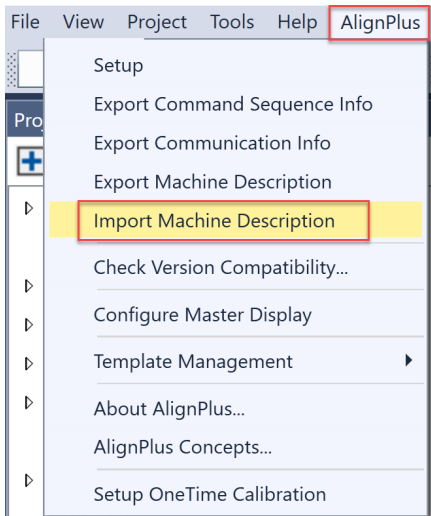 File View Project Tools Help AlignPlus
Setup
Export Command Sequence Info
Export Communication Info
Pro
Export Machine Description
Import Machine Description
Check Version Compatibility...
Configure Master Display
Template Management
About AlignPlus...
AlignPlus Concepts...
Setup OneTime Calibration